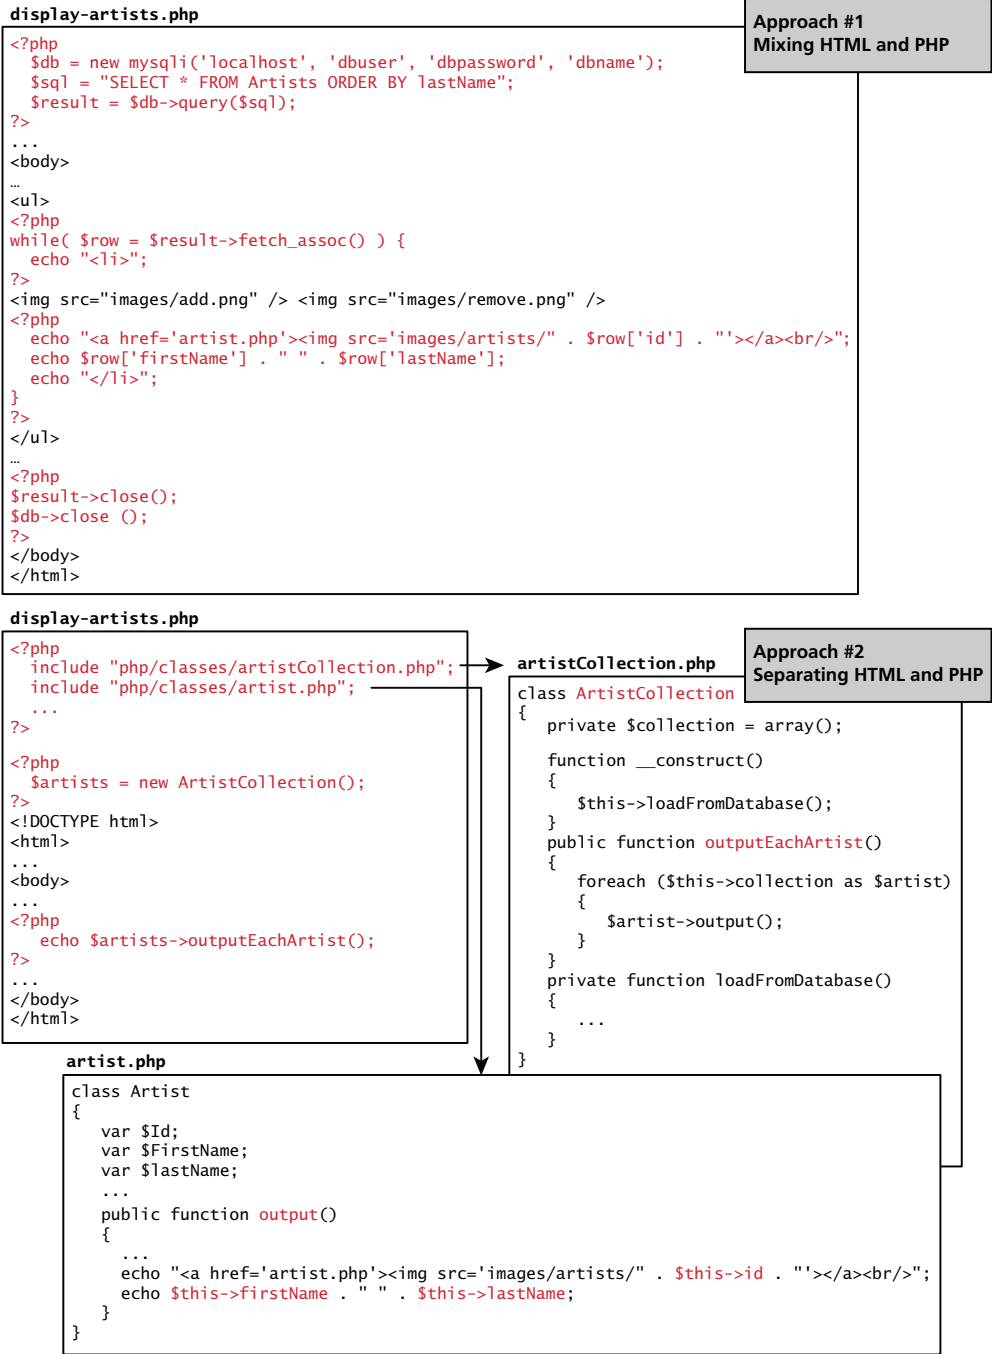 display-artists.php
Approach #1
Mixing HTML and PHP
<?php
  $db = new mysqli('localhost', 'dbuser', 'dbpassword', 'dbname');
  $sql = "SELECT * FROM Artists ORDER BY lastName";
  $result = $db->query($sql);
?>
...
<body>
…
<ul>
<?php
while( $row = $result->fetch_assoc() ) {
  echo "<li>";
?>
<img src="images/add.png" /> <img src="images/remove.png" />
<?php
  echo "<a href='artist.php'><img src='images/artists/" . $row['id'] . "'></a><br/>";
  echo $row['firstName'] . " " . $row['lastName'];
  echo "</li>";
}
?>
</ul>
…
<?php
$result->close();
$db->close ();
?>
</body>
</html>
display-artists.php
<?php
  include "php/classes/artistCollection.php";
  include "php/classes/artist.php";
  ...
?>
<?php
  $artists = new ArtistCollection();
?>
<!DOCTYPE html>
<html>
...
<body>
...
<?php
   echo $artists->outputEachArtist();
?>
...
</body>
</html>
Approach #2
Separating HTML and PHP
artistCollection.php
class ArtistCollection
{
   private $collection = array();
   function __construct()
   {
      $this->loadFromDatabase();
   }
   public function outputEachArtist()
   {
      foreach ($this->collection as $artist)
      {
         $artist->output();
      }
   }
   private function loadFromDatabase()
   {
      ...
   }
}
artist.php
class Artist
{
   var $Id;
   var $FirstName;
   var $lastName;
   ...
   public function output()
   {
     ...
     echo "<a href='artist.php'><img src='images/artists/" . $this->id . "'></a><br/>";
     echo $this->firstName . " " . $this->lastName;
   }
}